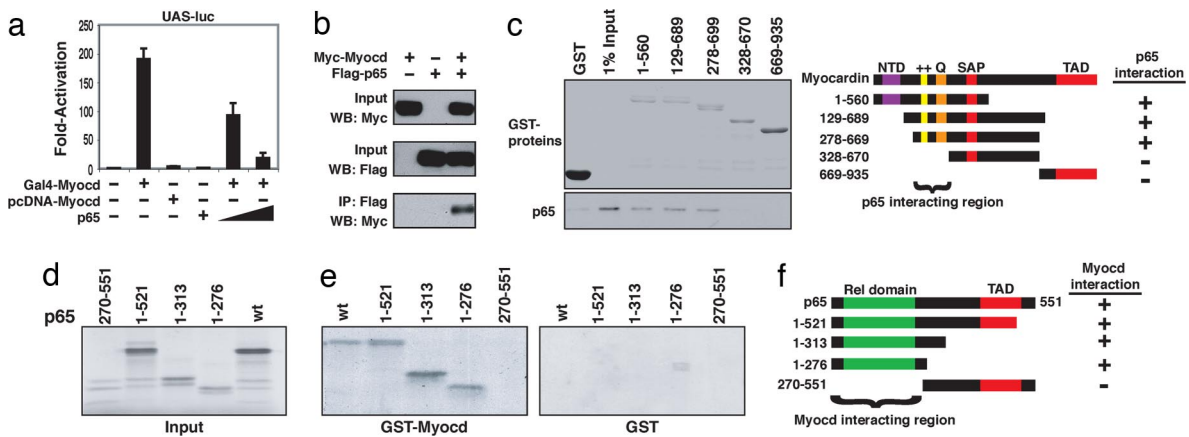 a
UAS-luc
Fold-Activation
250
200
150
100
50
0
Gal4-Myocd – + – – + +
pcDNA-Myocd – – + – – –
p65 – – – +
b
Myc-Myocd + – +
Flag-p65 – + +
Input
WB: Myc
Input
WB: Flag
IP: Flag
WB: Myc
c
GST
1% Input
1-560
129-689
278-699
328-670
669-935
GST-
proteins
p65
NTD ++ Q SAP TAD
p65
interaction
Myocardin
1-560 +
129-689 +
278-669 +
328-670 –
669-935 –
p65 interacting region
d
p65
270-551
1-521
1-313
1-276
wt
Input
e
wt
1-521
1-313
1-276
270-551
GST-Myocd
wt
1-521
1-313
1-276
270-551
GST
f
Myocd
interaction
Rel domain TAD
p65 551 +
1-521 +
1-313 +
1-276 +
270-551 –
Myocd interacting region